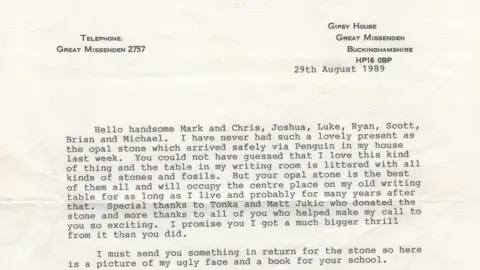 Gipsy House
Telephone:
Great Missenden
Great Missenden 2757
Buckinghamshire
HP16 0BP
29th August 1989
Hello handsome Mark and Chris, Joshua, Luke, Ryan, Scott,
Brian and Michael. I have never had such a lovely present as
the opal stone which arrived safely via Penguin in my house
last week. You could not have guessed that I love this kind
of thing and the table in my writing room is littered with all
kinds of stones and fosils. But your opal stone is the best
of them all and will occupy the centre place on my old writing
table for as long as I live and probably for many years after
that. Special thanks to Tonka and Matt Jukic who donated the
stone and more thanks to all of you who helped make my call to
you so exciting. I promise you I got a much bigger thrill
from it than you did.
I must send you something in return for the stone so here
is a picture of my ugly face and a book for your school.